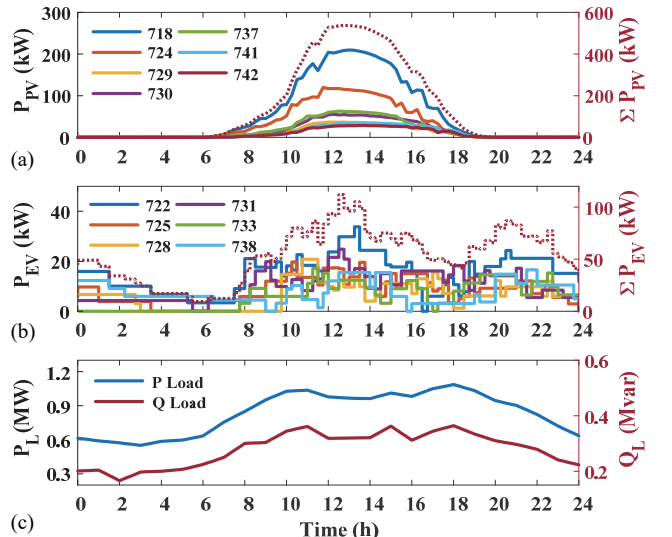 300
200
100
0
P_PV (kW)
718
724
729
730
737
741
742
600
400
200
0
Σ P_PV (kW)
(a)
0 2 4 6 8 10 12 14 16 18 20 22 24
40
20
0
P_EV (kW)
722
725
728
731
733
738
100
50
0
Σ P_EV (kW)
(b)
0 2 4 6 8 10 12 14 16 18 20 22 24
1.2
0.9
0.6
0.3
P_L (MW)
P Load
Q Load
0.6
0.4
0.2
Q_L (Mvar)
0 2 4 6 8 10 12 14 16 18 20 22 24
(c)
Time (h)